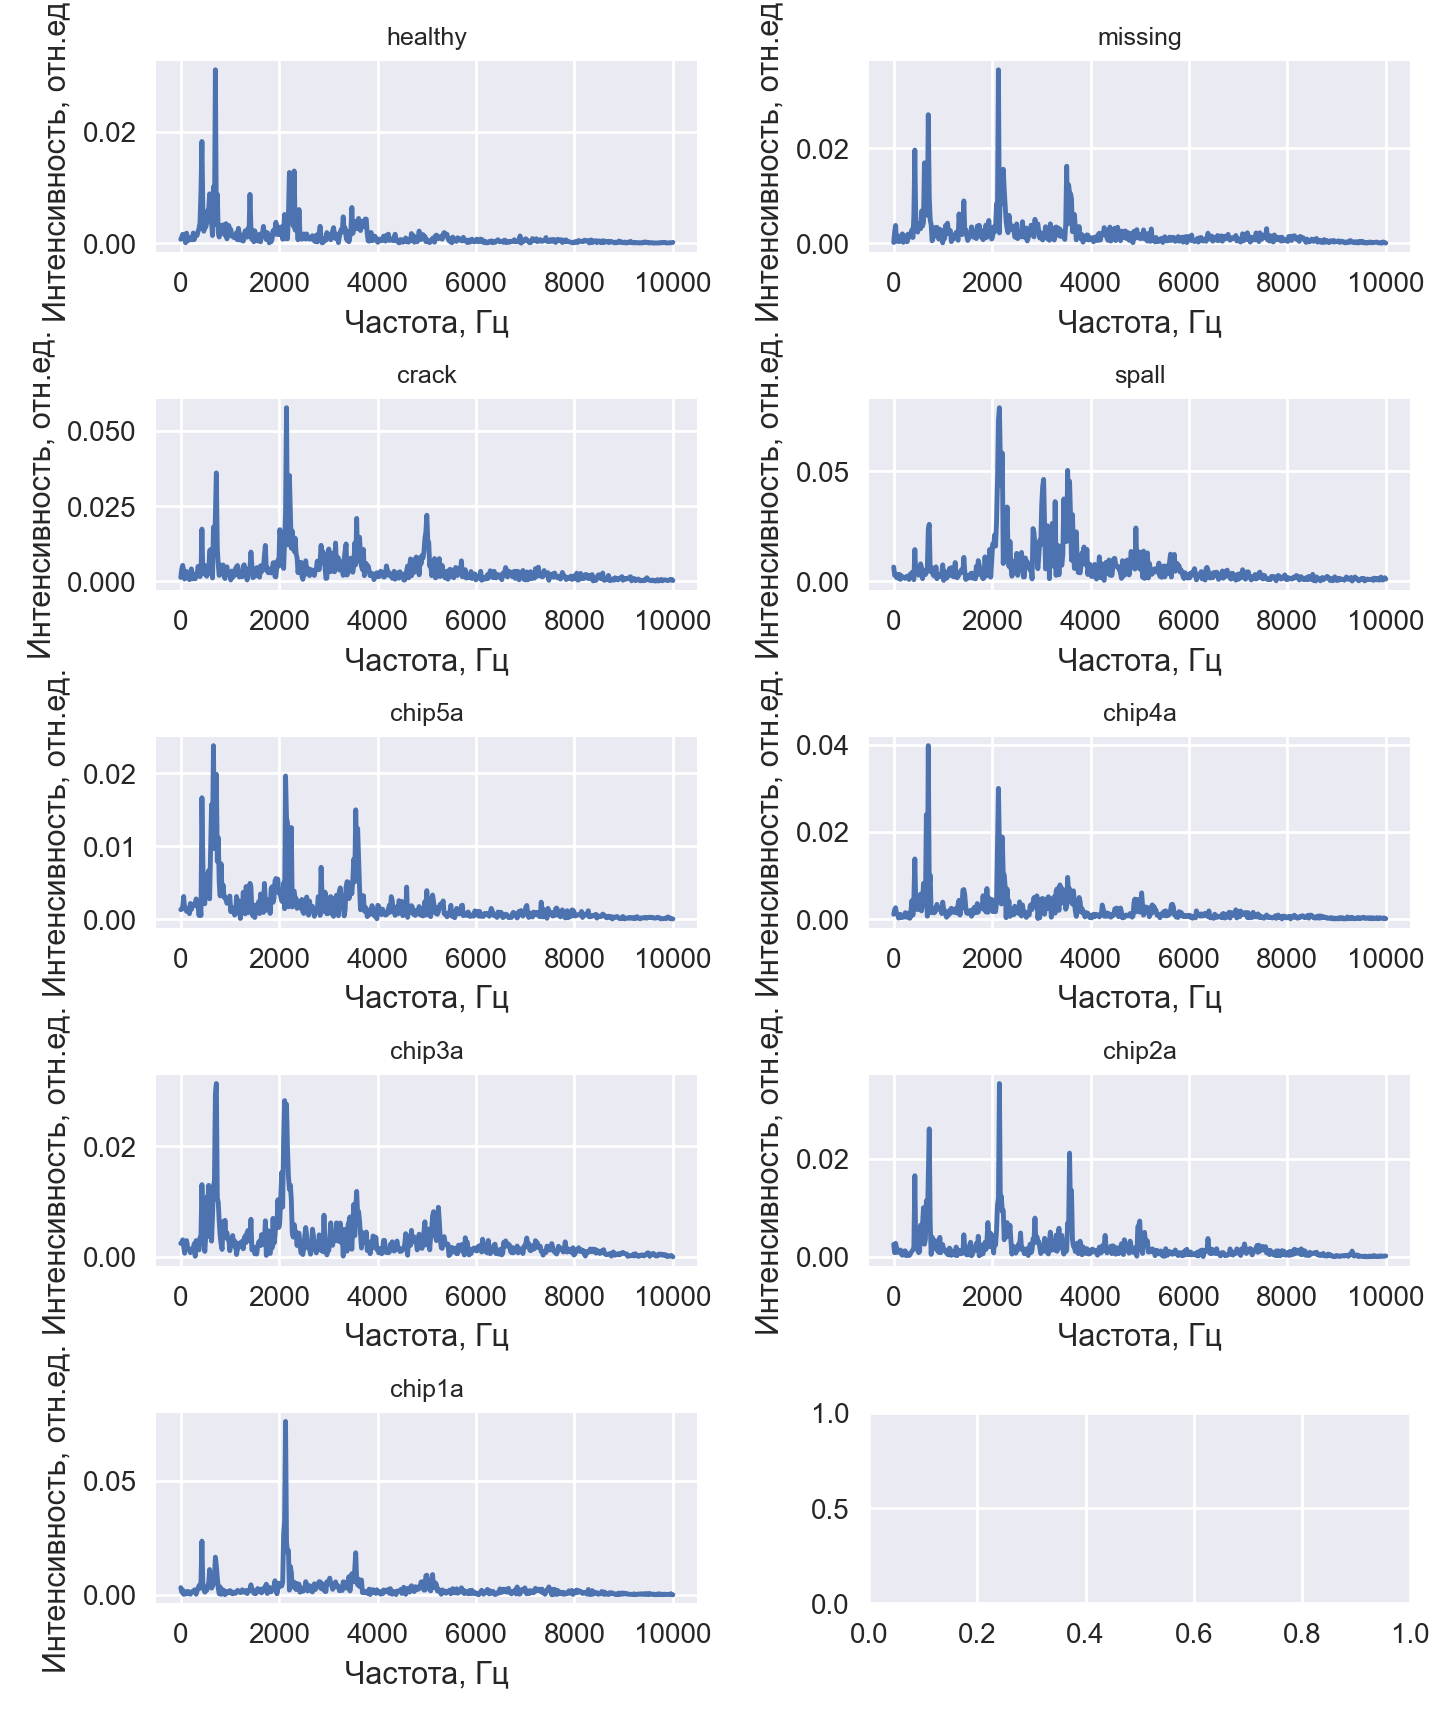 healthy
Интенсивность, отн.ед
0.02
0.00
0 2000 4000 6000 8000 10000
Частота, Гц
missing
Интенсивность, отн.ед
0.02
0.00
0 2000 4000 6000 8000 10000
Частота, Гц
crack
Интенсивность, отн.ед.
0.050
0.025
0.000
0 2000 4000 6000 8000 10000
Частота, Гц
spall
Интенсивность, отн.ед.
0.05
0.00
0 2000 4000 6000 8000 10000
Частота, Гц
chip5a
Интенсивность, отн.ед.
0.02
0.01
0.00
0 2000 4000 6000 8000 10000
Частота, Гц
chip4a
Интенсивность, отн.ед.
0.04
0.02
0.00
0 2000 4000 6000 8000 10000
Частота, Гц
chip3a
Интенсивность, отн.ед.
0.02
0.00
0 2000 4000 6000 8000 10000
Частота, Гц
chip2a
Интенсивность, отн.ед.
0.02
0.00
0 2000 4000 6000 8000 10000
Частота, Гц
chip1a
Интенсивность, отн.ед.
0.05
0.00
0 2000 4000 6000 8000 10000
Частота, Гц
1.0
0.5
0.0
0.0 0.2 0.4 0.6 0.8 1.0